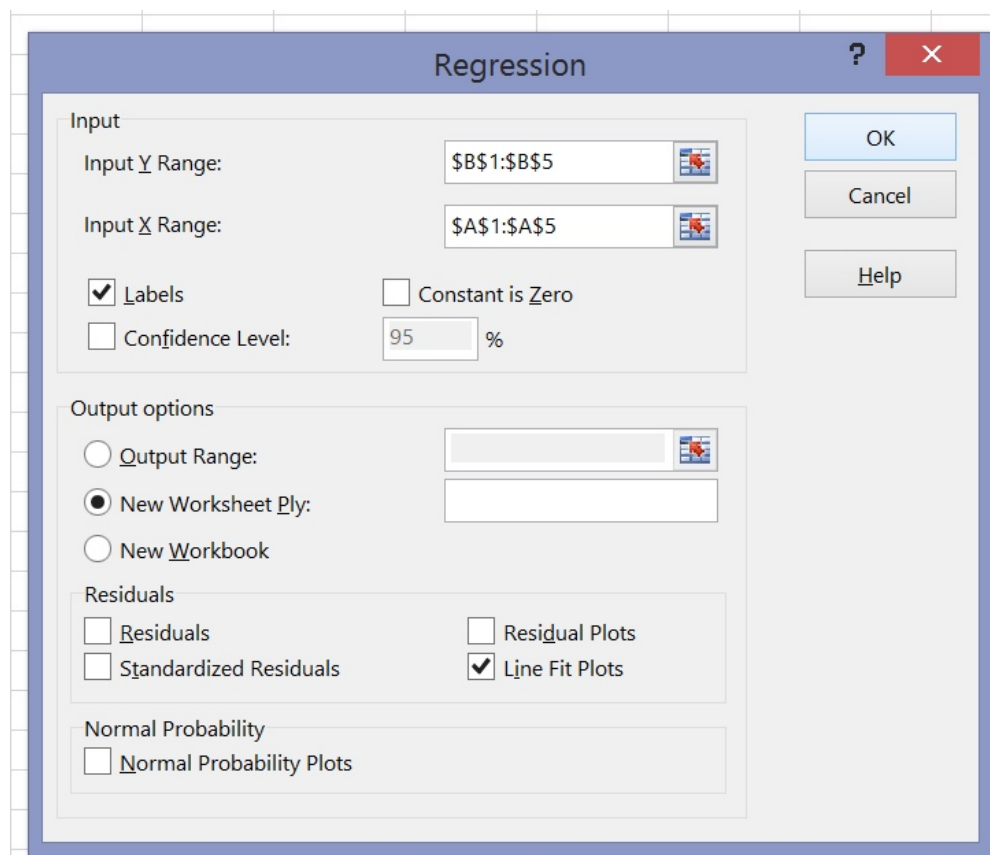 Regression
?
Input
Input Y Range:
$B$1:$B$5
Input X Range:
$A$1:$A$5
Labels
Constant is Zero
Confidence Level:
95
%
OK
Cancel
Help
Output options
Output Range:
New Worksheet Ply:
New Workbook
Residuals
Residuals
Residual Plots
Standardized Residuals
Line Fit Plots
Normal Probability
Normal Probability Plots